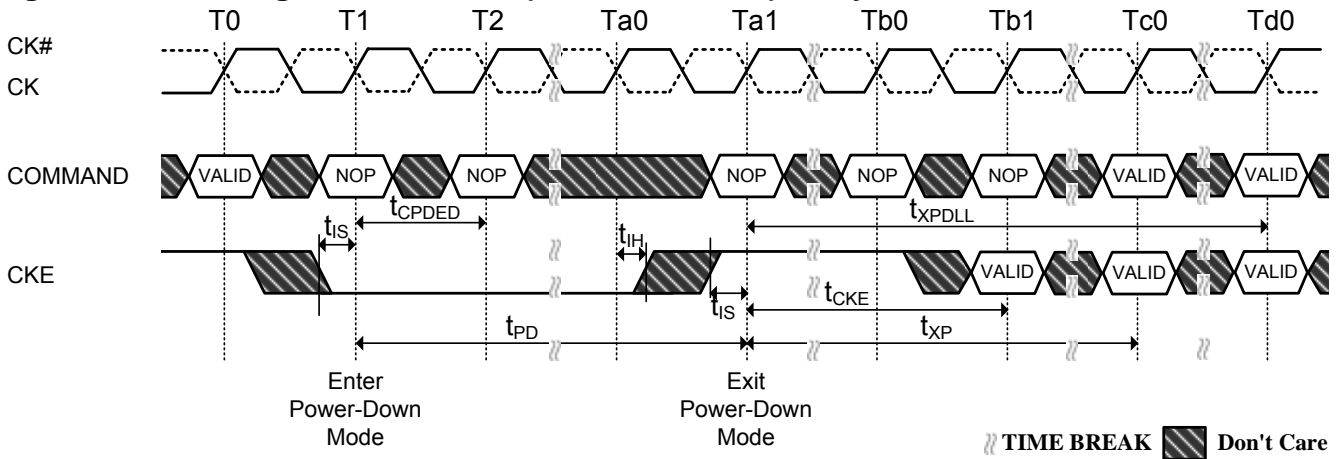 T0 T1 T2 Ta0 Ta1 Tb0 Tb1 Tc0 Td0
CK#
CK
COMMAND VALID NOP NOP NOP NOP NOP VALID VALID
tCPDED tXPDLL
tIS tIH
CKE VALID VALID VALID
tIS tCKE
tPD tXP
Enter Power-Down Mode
Exit Power-Down Mode
TIME BREAK Don't Care